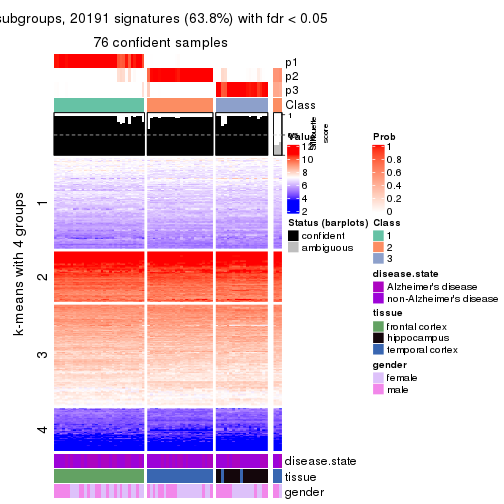 subgroups, 20191 signatures (63.8%) with fdr < 0.05
76 confident samples
p1
p2
p3
Class
1
silhouette
score
Value
12
10
8
6
4
2
Prob
1
0.8
0.6
0.4
0.2
0
Status (barplots)
confident
ambiguous
Class
1
2
3
disease.state
Alzheimer's disease
non-Alzheimer's disease
tissue
frontal cortex
hippocampus
temporal cortex
gender
female
male
k-means with 4 groups
1
2
3
4
disease.state
tissue
gender